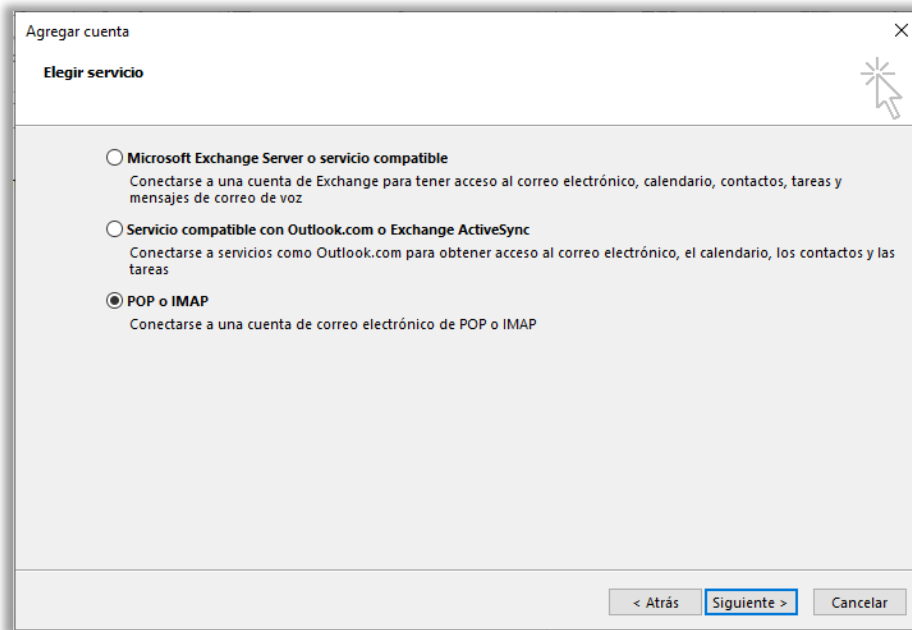 Agregar cuenta
Elegir servicio
Microsoft Exchange Server o servicio compatible
Conectarse a una cuenta de Exchange para tener acceso al correo electrónico, calendario, contactos, tareas y
mensajes de correo de voz
Servicio compatible con Outlook.com o Exchange ActiveSync
Conectarse a servicios como Outlook.com para obtener acceso al correo electrónico, el calendario, los contactos y las
tareas
POP o IMAP
Conectarse a una cuenta de correo electrónico de POP o IMAP
< Atrás
Siguiente >
Cancelar